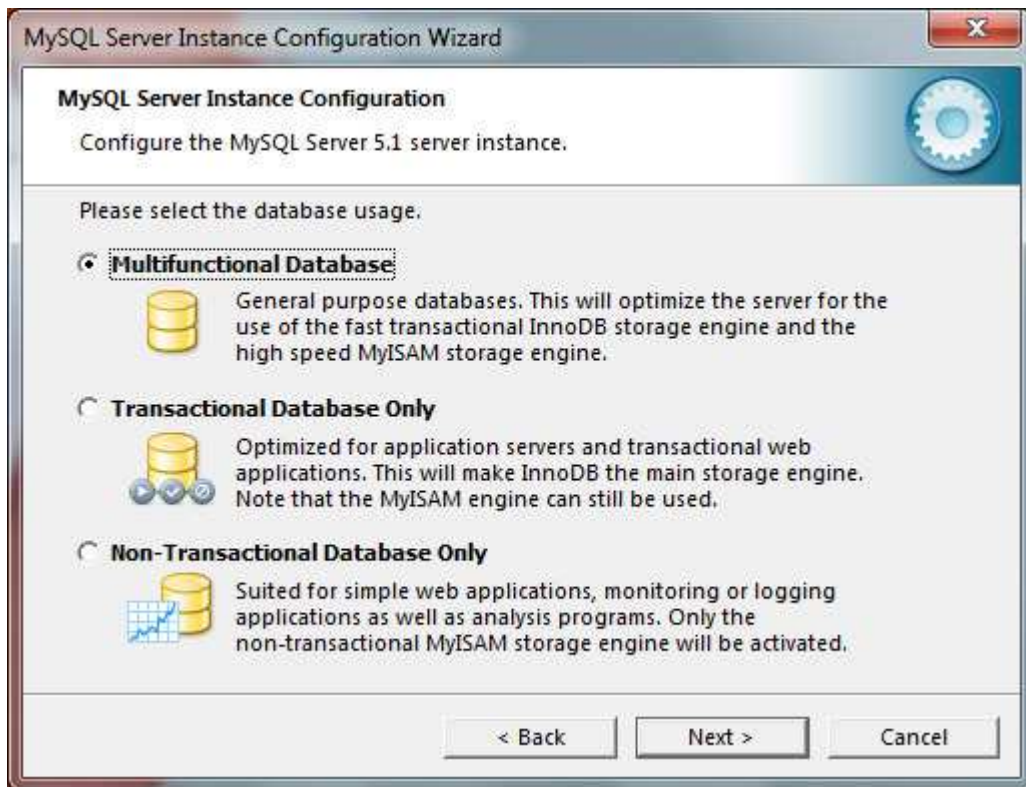 MySQL Server Instance Configuration Wizard
MySQL Server Instance Configuration
Configure the MySQL Server 5.1 server instance.
Please select the database usage.
Multifunctional Database
General purpose databases. This will optimize the server for the
use of the fast transactional InnoDB storage engine and the
high speed MyISAM storage engine.
Transactional Database Only
Optimized for application servers and transactional web
applications. This will make InnoDB the main storage engine.
Note that the MyISAM engine can still be used.
Non-Transactional Database Only
Suited for simple web applications, monitoring or logging
applications as well as analysis programs. Only the
non-transactional MyISAM storage engine will be activated.
< Back
Next >
Cancel